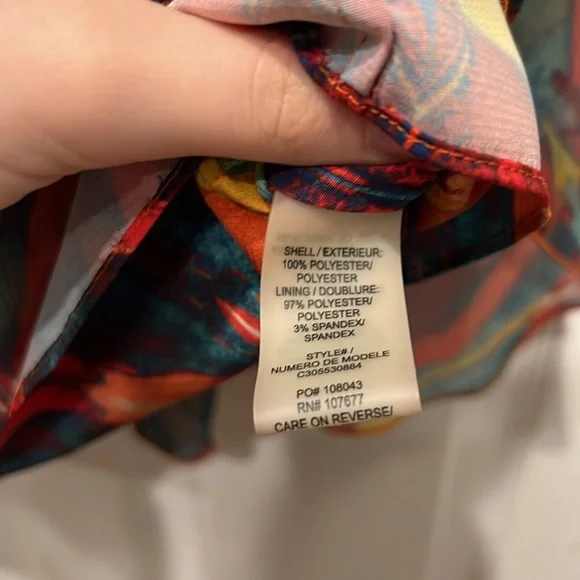 SHELL / EXTERIEUR:
100% POLYESTER/
POLYESTER
LINING / DOUBLURE:
97% POLYESTER/
POLYESTER
3% SPANDEX/
SPANDEX
STYLE# /
NUMERO DE MODELE
C305530884
PO# 108043
RN# 107677
CARE ON REVERSE/